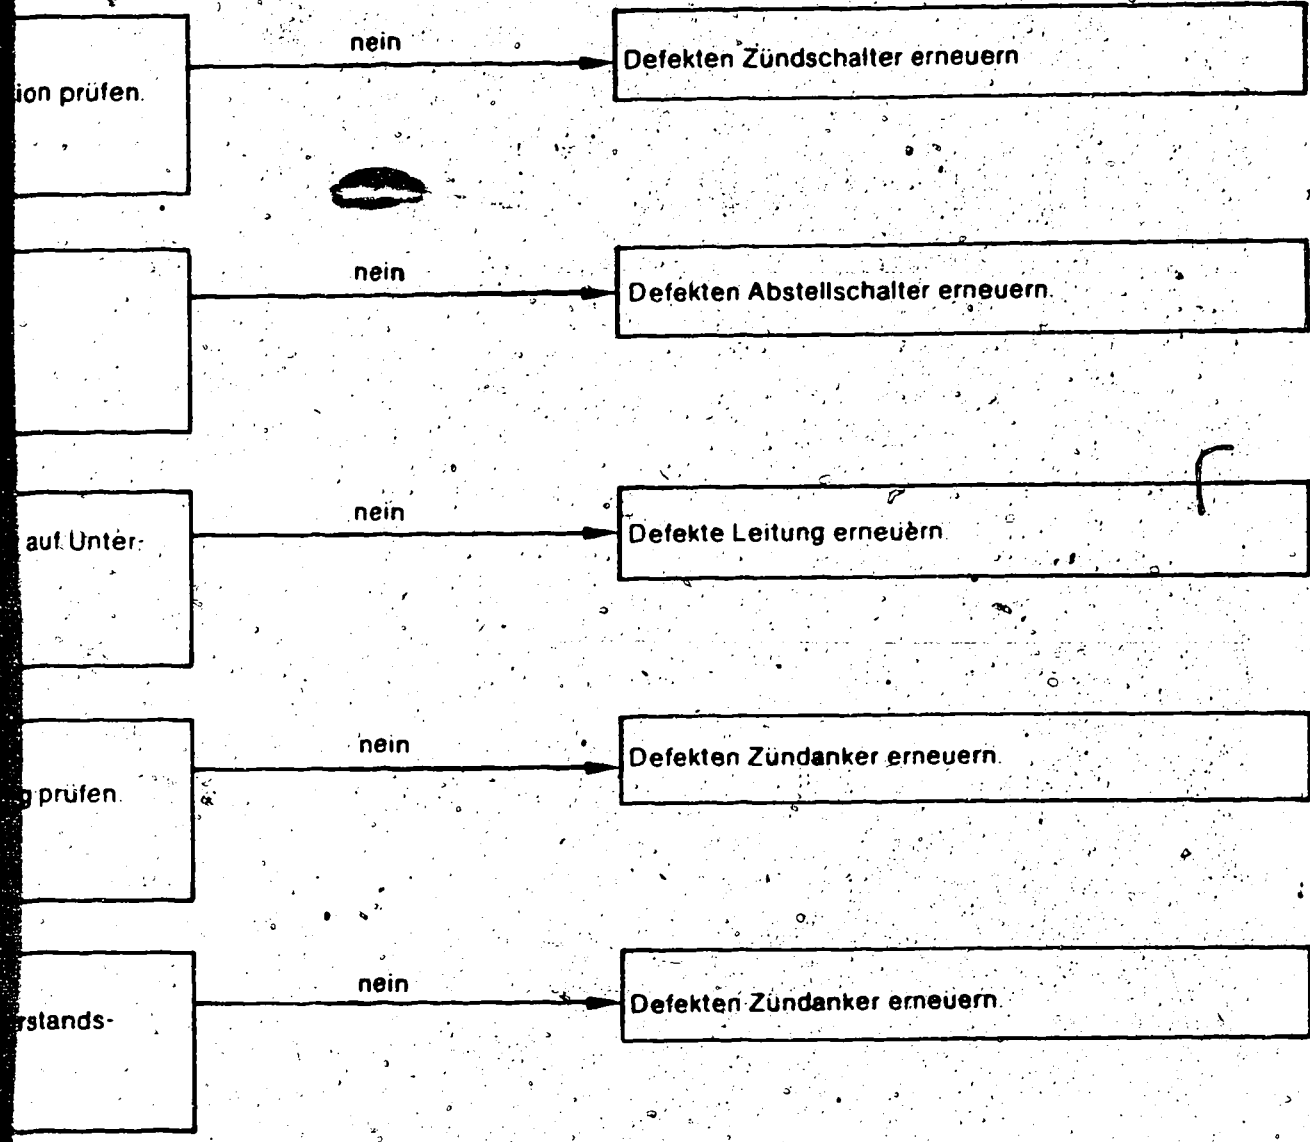 nein
Defekten Zündschalter erneuern
ion prüfen.
nein
Defekten Abstellschalter erneuern.
nein
Defekte Leitung erneuern.
auf Unter-
nein
Defekten Zündanker erneuern.
g prüfen.
nein
Defekten Zündanker erneuern.
rstands-